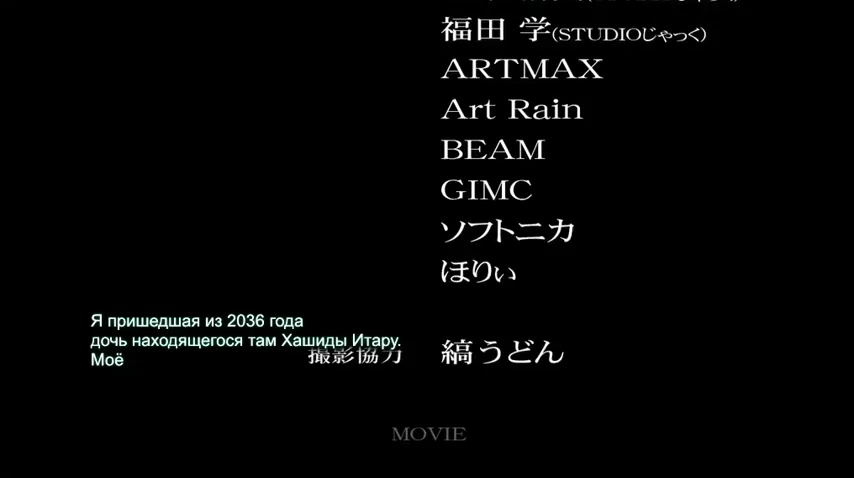 福田 学(STUDIOじゃっく)
ARTMAX
Art Rain
BEAM
GIMC
ソフトニカ
ほりぃ
Я пришедшая из 2036 года
дочь находящегося там Хашиды Итару.
Моё
撮影協力 縞うどん
MOVIE